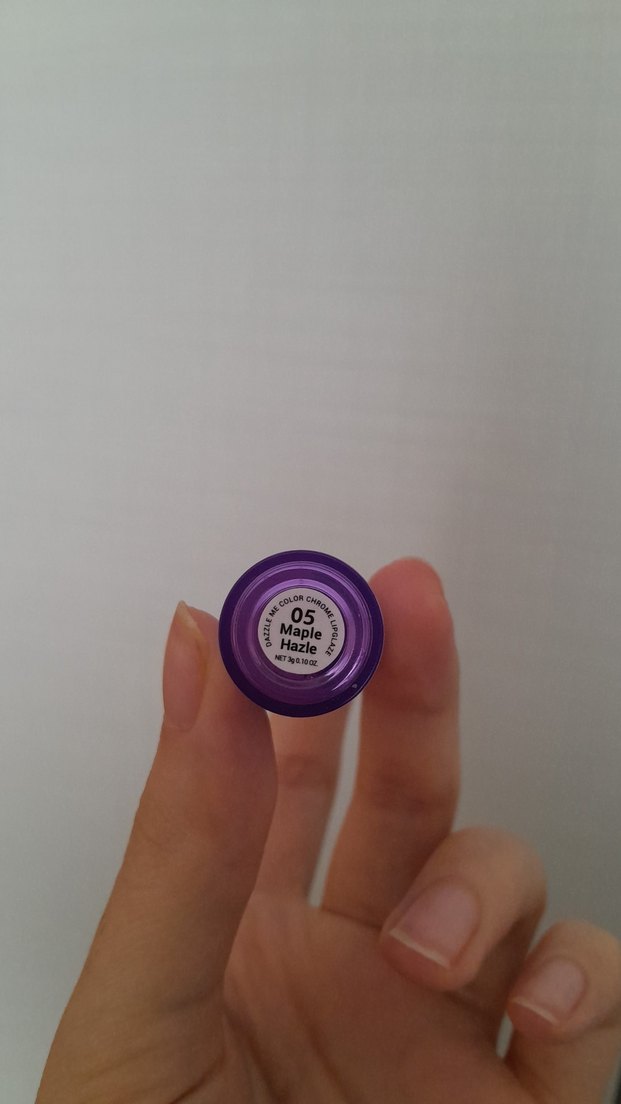 DAZZLE ME COLOR CHROME LIPGLAZE
05
Maple
Hazle
NET 3g 0.10 OZ.